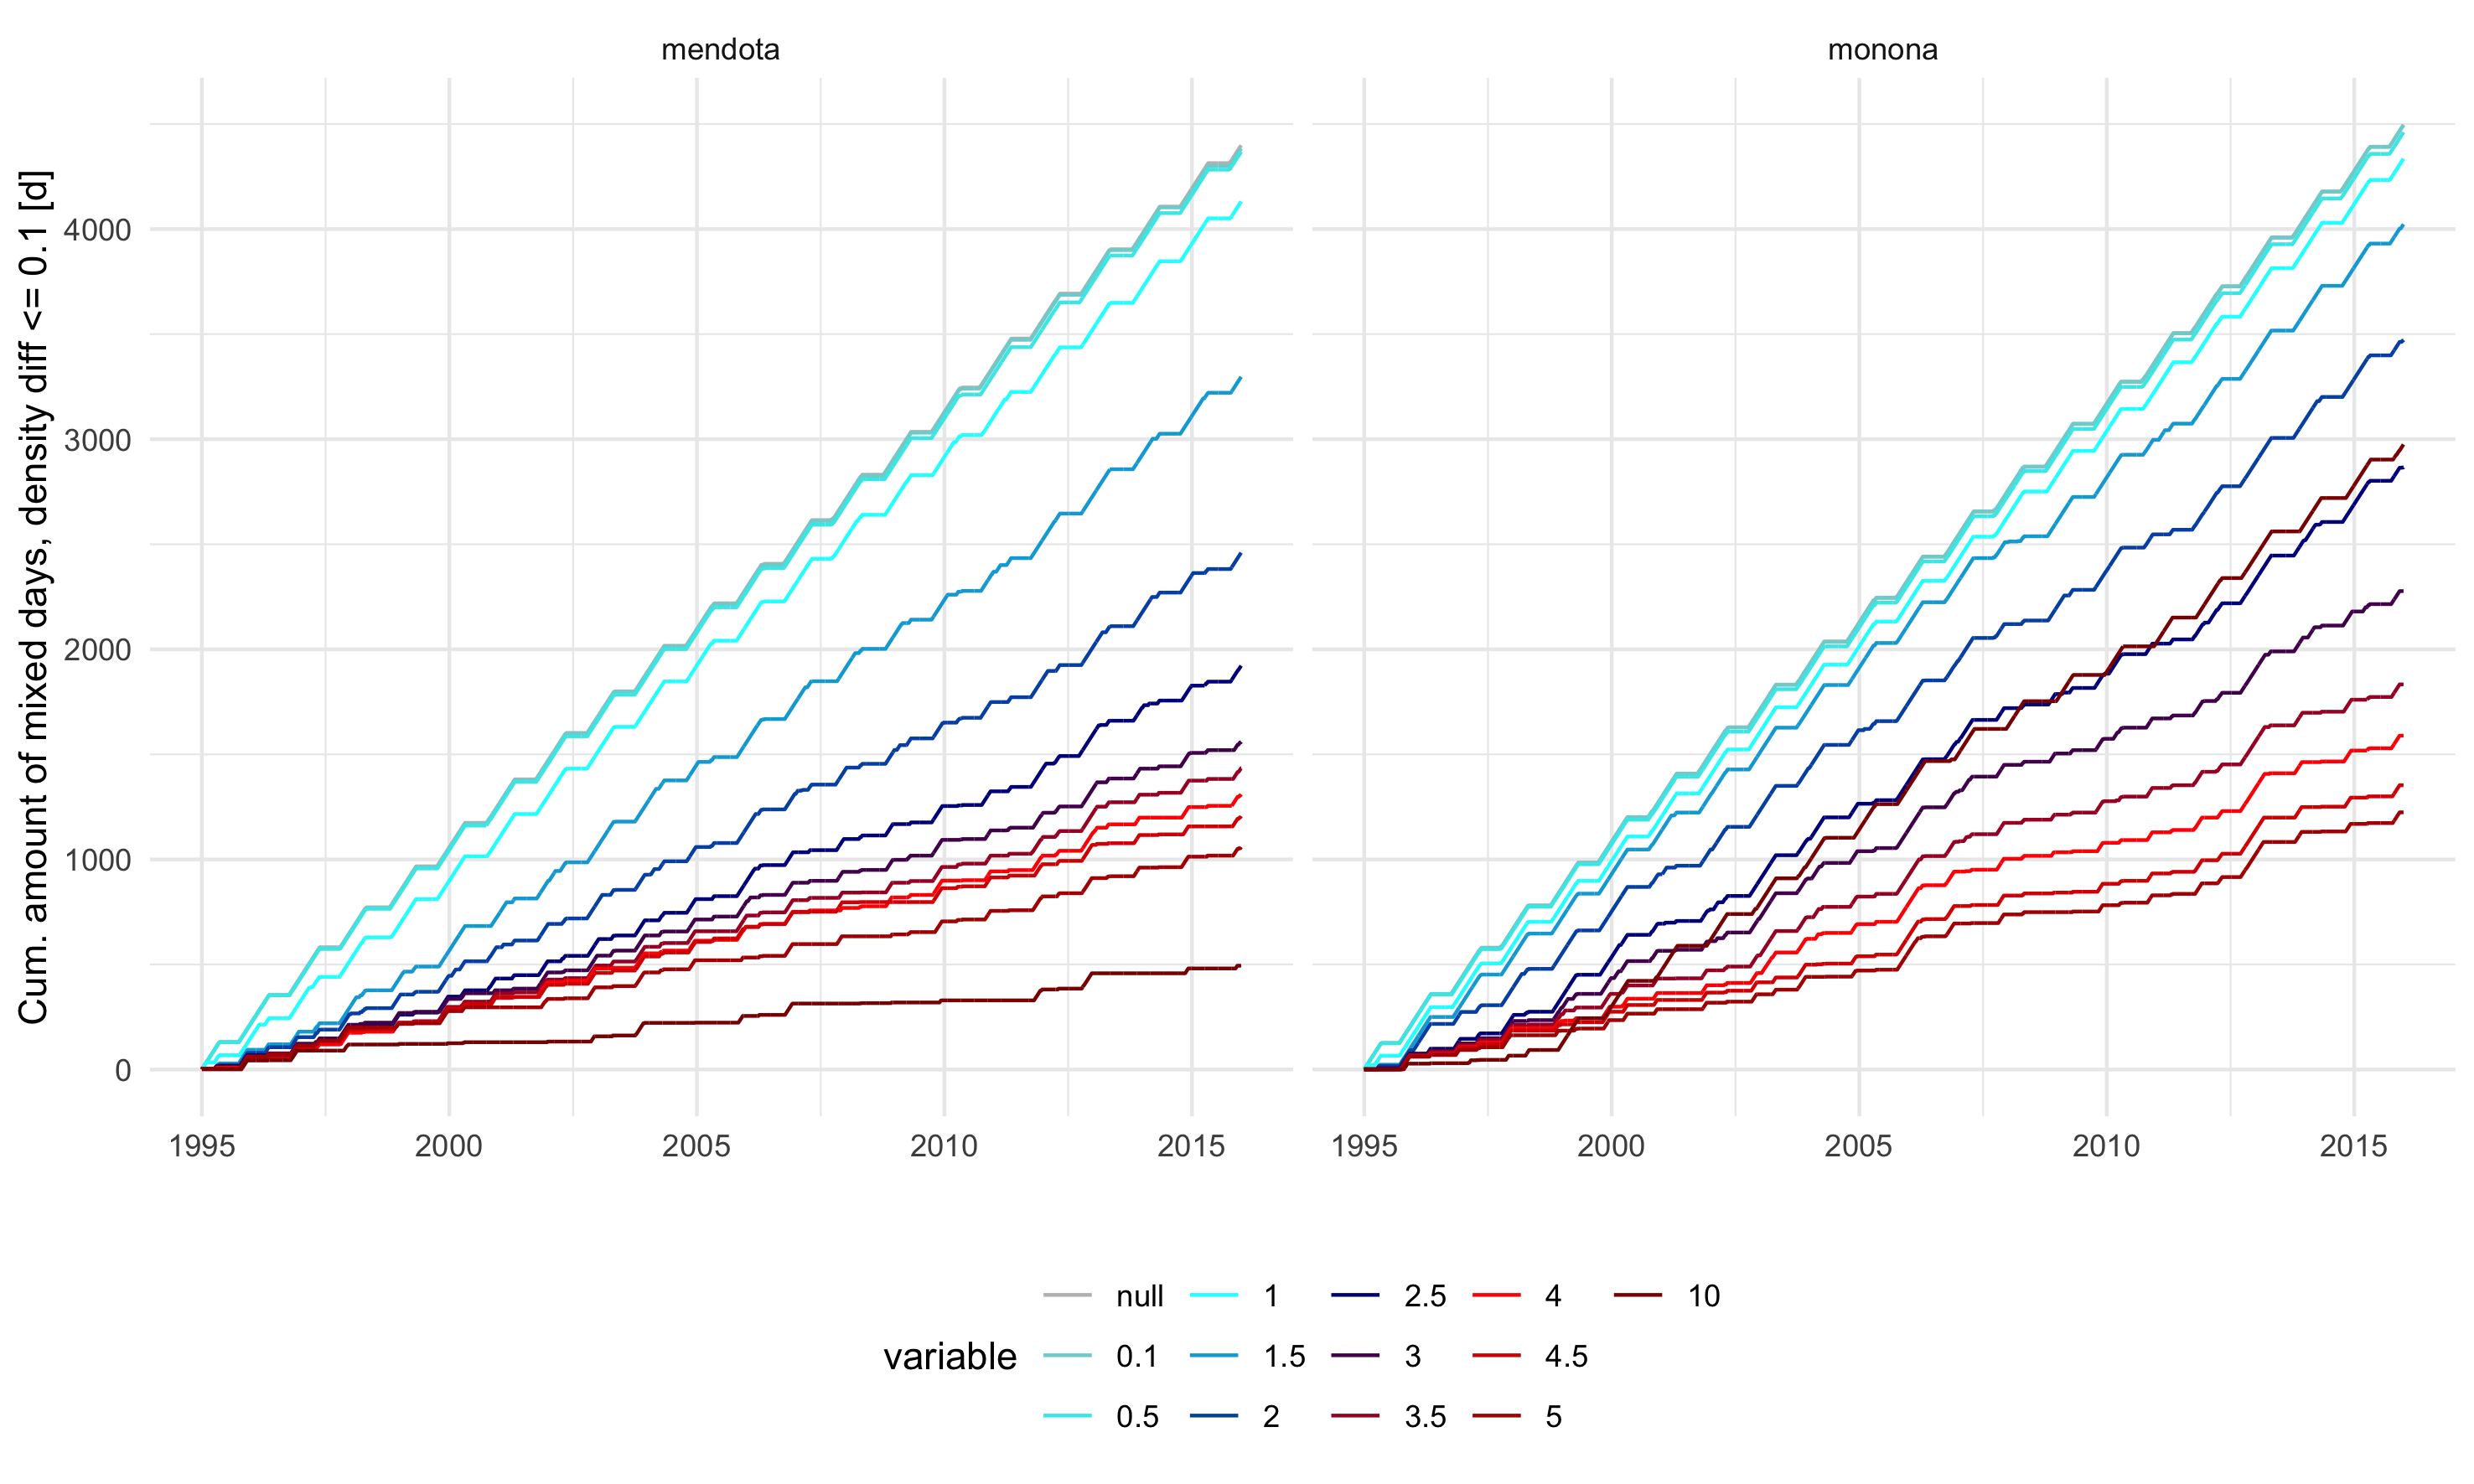 mendota
monona
Cum. amount of mixed days, density diff <= 0.1 [d]
4000
3000
2000
1000
0
1995 2000 2005 2010 2015 1995 2000 2005 2010 2015
null 1 2.5 4 10
variable 0.1 1.5 3 4.5
0.5 2 3.5 5